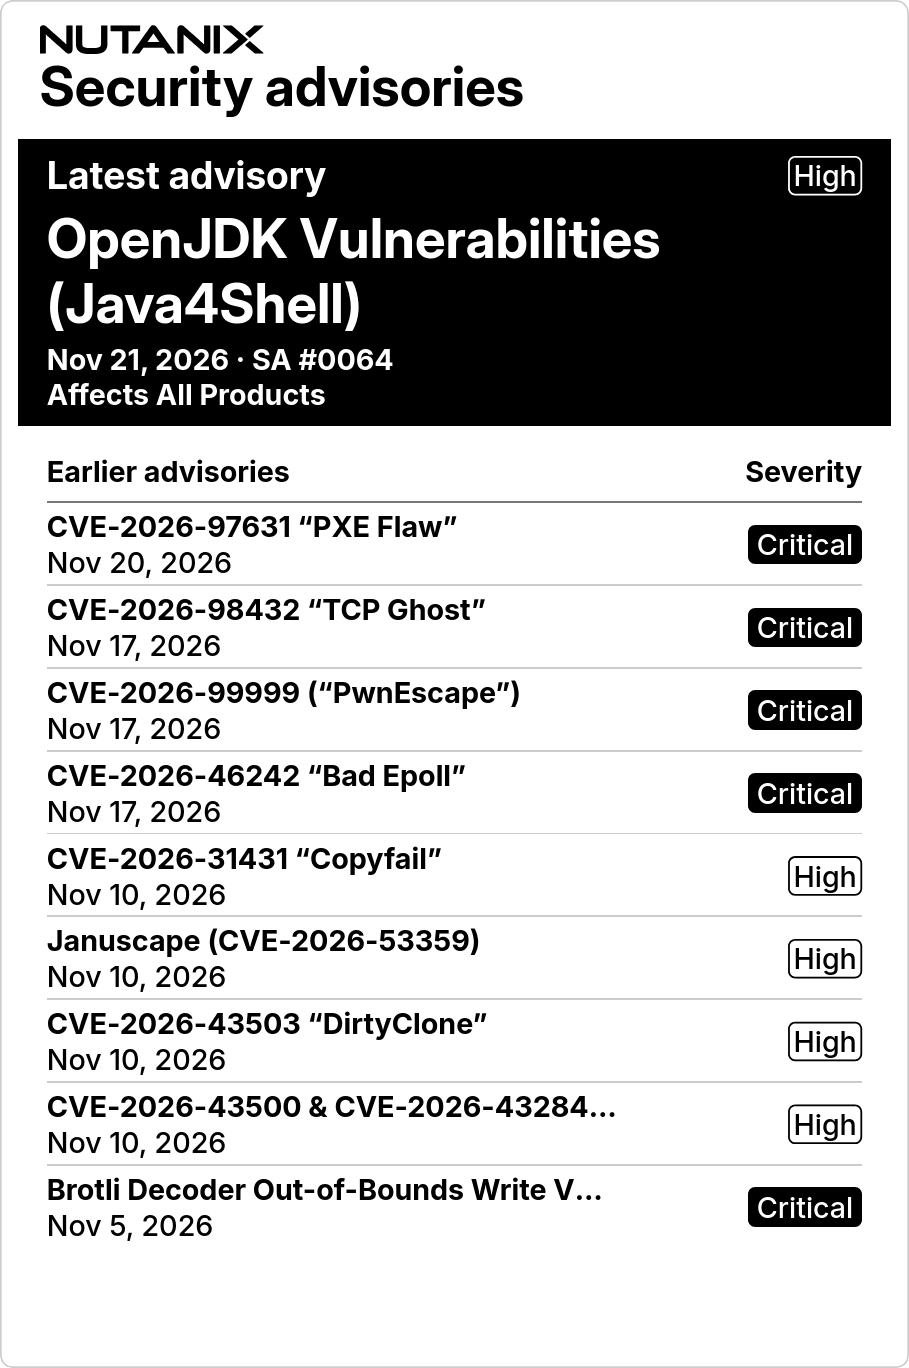 NUTANIX
Security advisories
Latest advisory
High
OpenJDK Vulnerabilities
(Java4Shell)
Nov 21, 2026 · SA #0064
Affects All Products
Earlier advisories
Severity
CVE-2026-97631 “PXE Flaw”
Nov 20, 2026
Critical
CVE-2026-98432 “TCP Ghost”
Nov 17, 2026
Critical
CVE-2026-99999 (“PwnEscape”)
Nov 17, 2026
Critical
CVE-2026-46242 “Bad Epoll”
Nov 17, 2026
Critical
CVE-2026-31431 “Copyfail”
Nov 10, 2026
High
Januscape (CVE-2026-53359)
Nov 10, 2026
High
CVE-2026-43503 “DirtyClone”
Nov 10, 2026
High
CVE-2026-43500 & CVE-2026-43284...
Nov 10, 2026
High
Brotli Decoder Out-of-Bounds Write V...
Nov 5, 2026
Critical